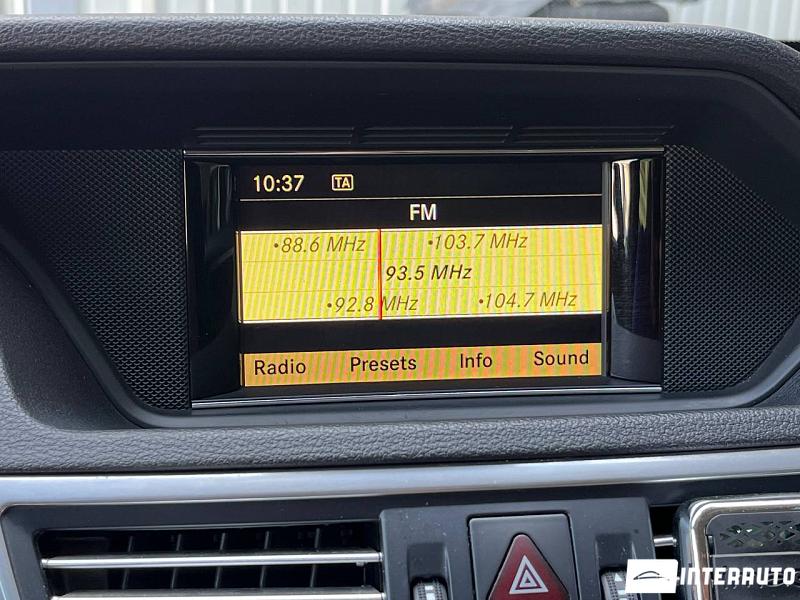 10:37 TA
FM
•88.6 MHz •103.7 MHz
93.5 MHz
•92.8 MHz •104.7 MHz
Radio Presets Info Sound
INTERAUTO